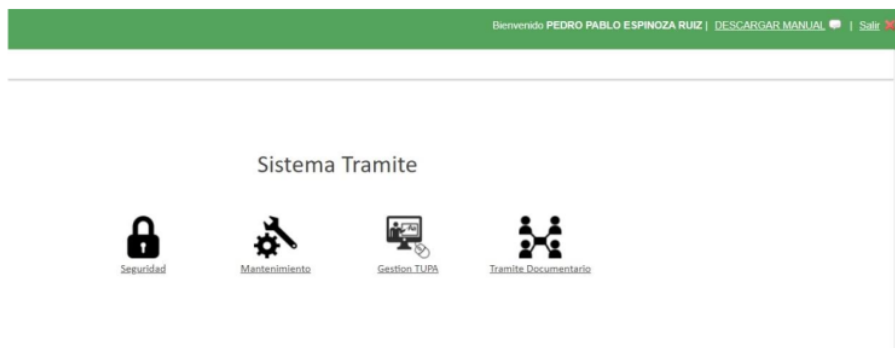 Bienvenido PEDRO PABLO ESPINOZA RUIZ | DESCARGAR MANUAL | Salir
Sistema Tramite
Seguridad Mantenimiento Gestion TUPA Tramite Documentario